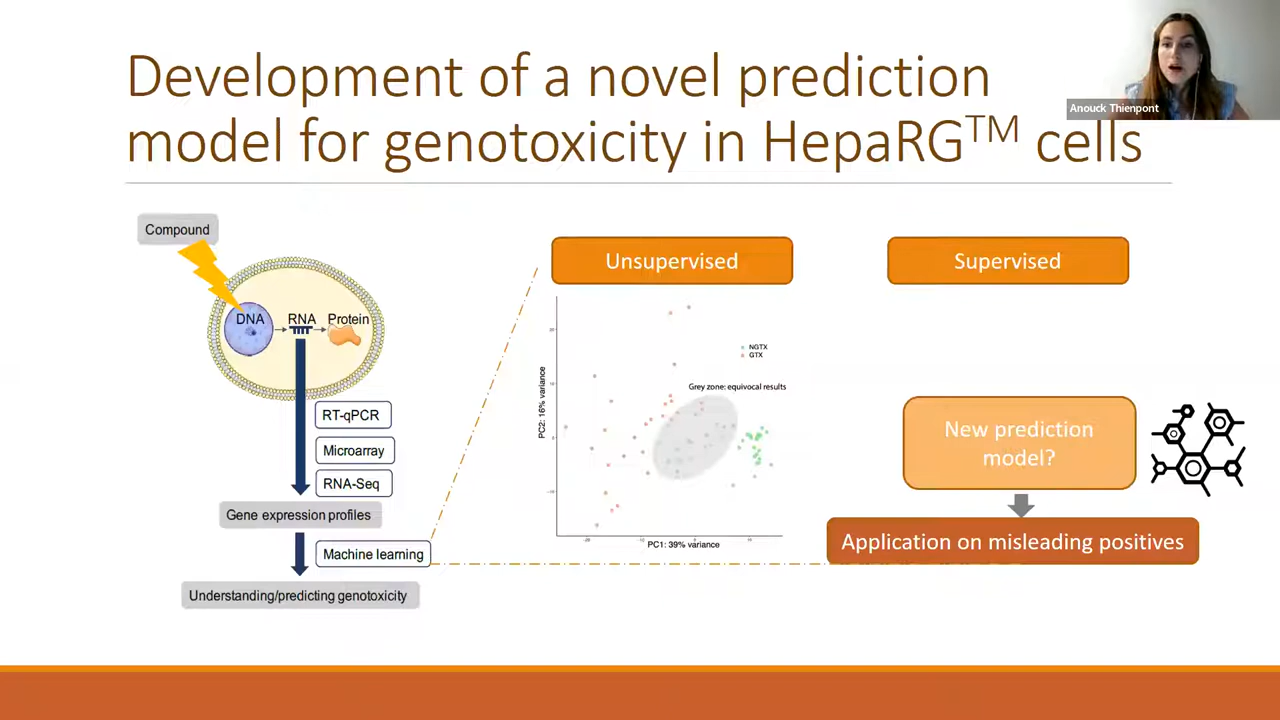 Development of a novel prediction
model for genotoxicity in HepaRG™ cells
Anouck Thienpont
Compound
DNA
RNA
Protein
RT-qPCR
Microarray
RNA-Seq
Gene expression profiles
Machine learning
Understanding/predicting genotoxicity
Unsupervised
NGTX
GTX
Grey zone: equivocal results
PC2: 16% variance
PC1: 39% variance
Supervised
New prediction
model?
Application on misleading positives